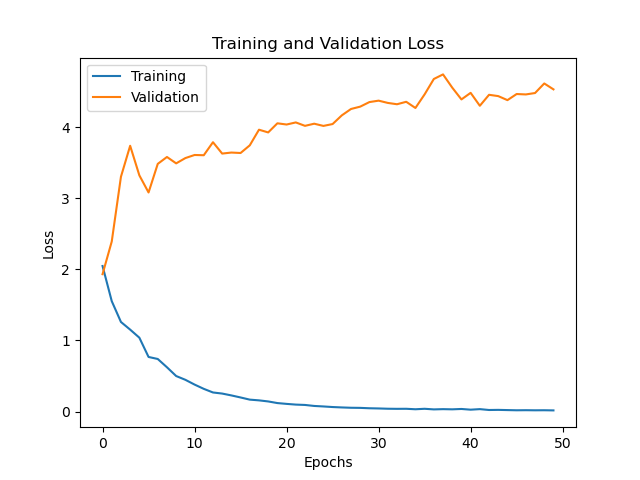 Training and Validation Loss
Training
Validation
Loss
4
3
2
1
0
0 10 20 30 40 50
Epochs